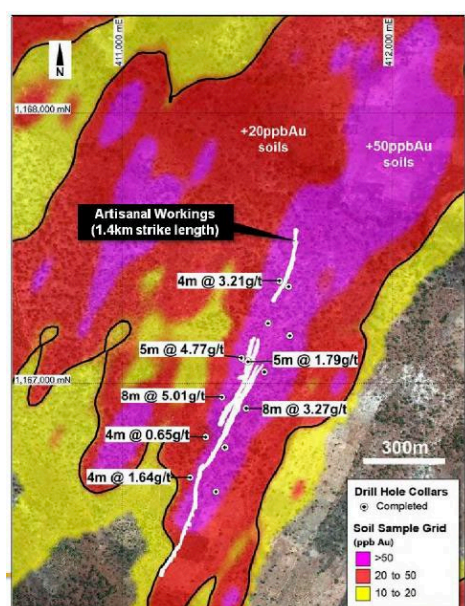 411,000 mE
412,000 mE
N
1,168,000 mN
+20ppbAu
soils
+50ppbAu
soils
Artisanal Workings
(1.4km strike length)
4m @ 3.21g/t
5m @ 4.77g/t
5m @ 1.79g/t
1,167,000 mN
8m @ 5.01g/t
8m @ 3.27g/t
4m @ 0.65g/t
300m
4m @ 1.64g/t
Drill Hole Collars
Completed
Soil Sample Grid
(ppb Au)
>50
20 to 50
10 to 20